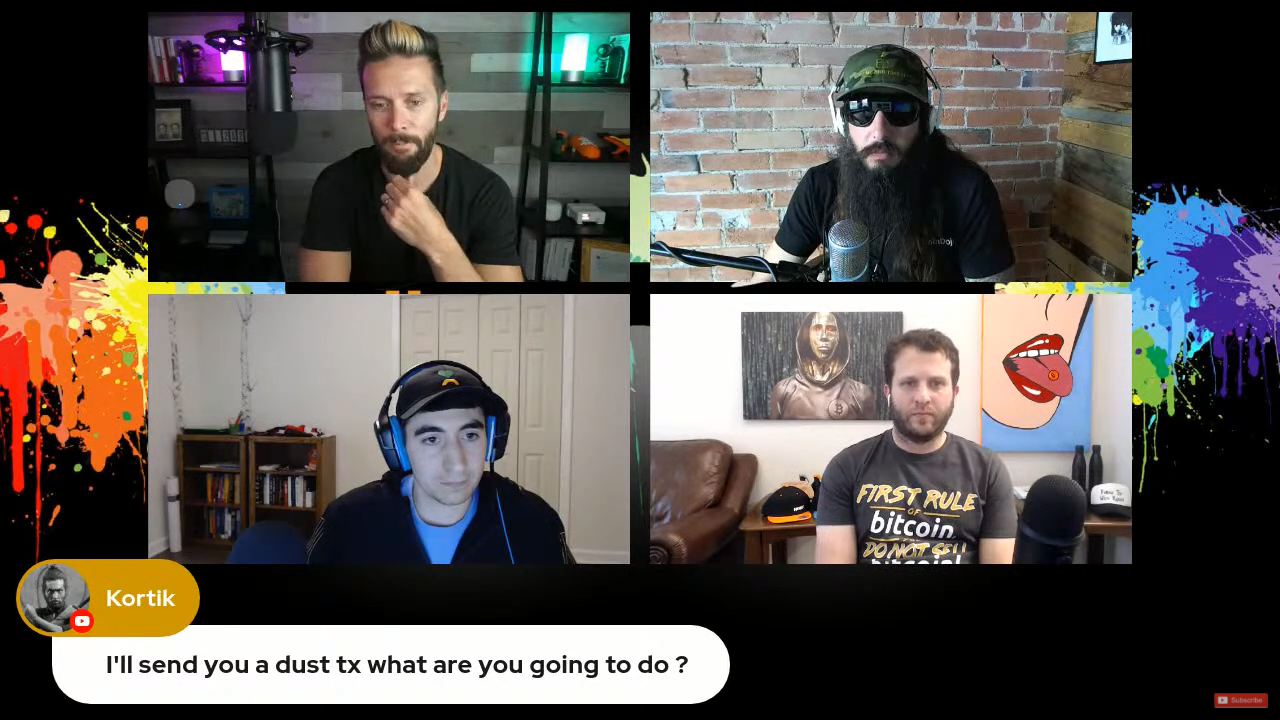 FIRST RULE
OF
bitcoin
DO NOT SELL
bitcoin!
Kortik
I'll send you a dust tx what are you going to do ?
Subscribe